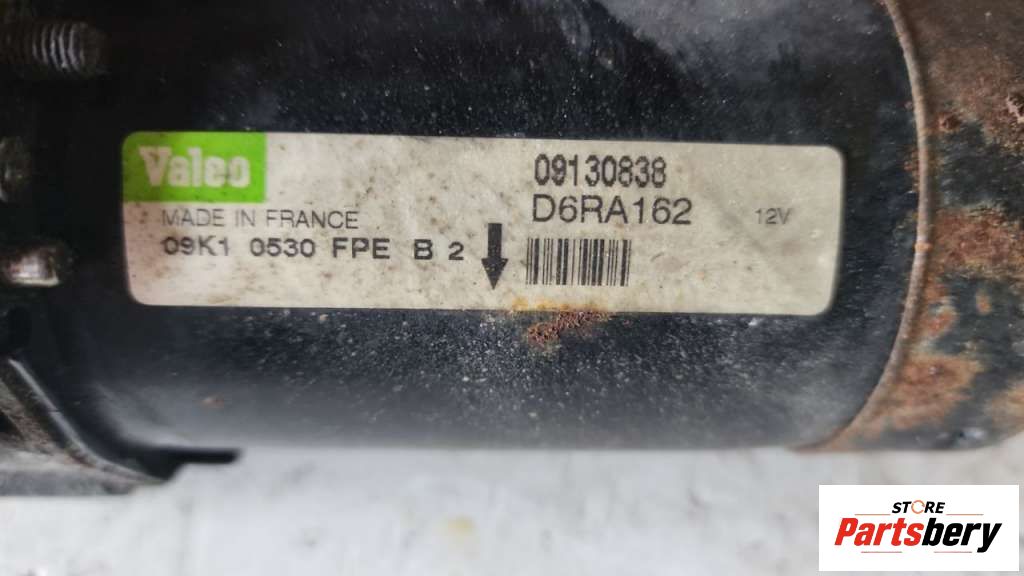 Valeo
MADE IN FRANCE
09K1 0530 FPE B 2
09130838
D6RA162 12V
STORE
Partsbery